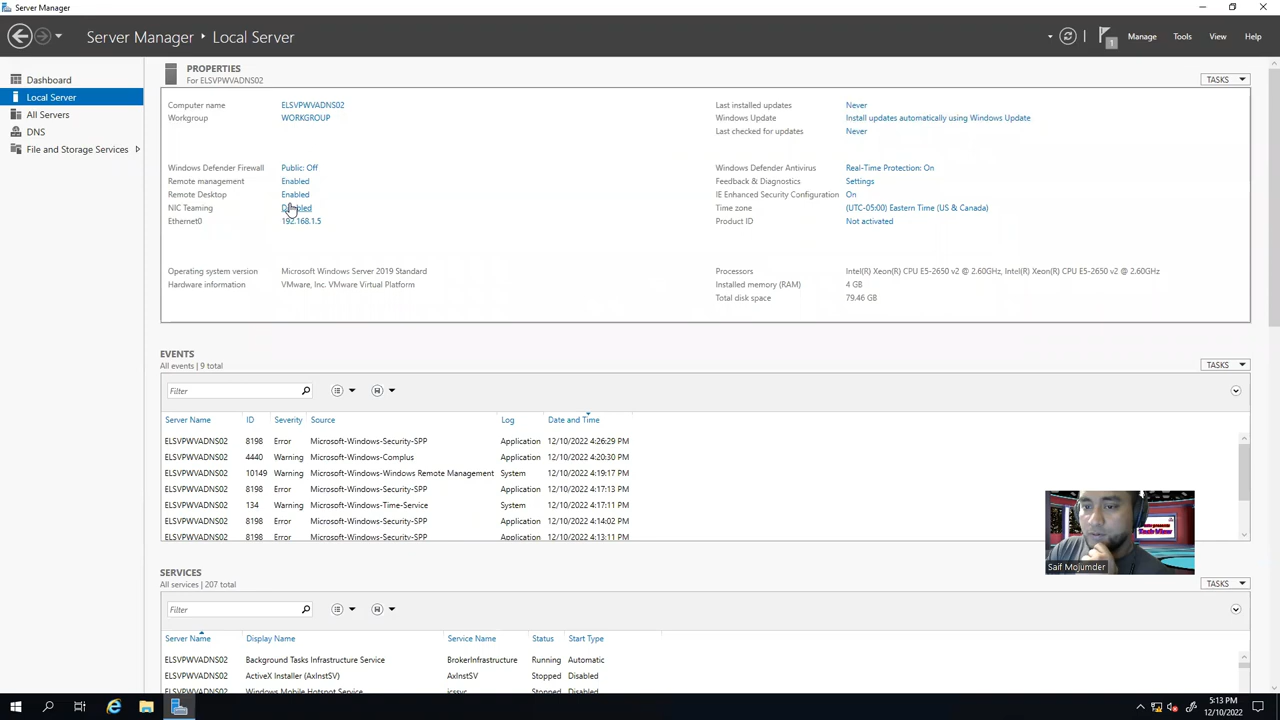 Server Manager
Server Manager • Local Server
1
Manage Tools View Help
Dashboard
Local Server
All Servers
DNS
File and Storage Services
PROPERTIES
For ELSVPWVADNS02
TASKS
Computer name ELSVPWVADNS02
Workgroup WORKGROUP
Last installed updates Never
Windows Update Install updates automatically using Windows Update
Last checked for updates Never
Windows Defender Firewall Public: Off
Remote management Enabled
Remote Desktop Enabled
NIC Teaming
Ethernet0 192.168.1.5
Windows Defender Antivirus Real-Time Protection: On
Feedback & Diagnostics Settings
IE Enhanced Security Configuration On
Time zone (UTC-05:00) Eastern Time (US & Canada)
Product ID Not activated
Operating system version Microsoft Windows Server 2019 Standard
Hardware information VMware, Inc. VMware Virtual Platform
Processors Intel(R) Xeon(R) CPU E5-2650 v2 @ 2.60GHz, Intel(R) Xeon(R) CPU E5-2650 v2 @ 2.60GHz
Installed memory (RAM) 4 GB
Total disk space 79.46 GB
EVENTS
All events | 9 total
TASKS
Filter
Server Name ID Severity Source Log Date and Time
ELSVPWVADNS02 8198 Error Microsoft-Windows-Security-SPP Application 12/10/2022 4:26:29 PM
ELSVPWVADNS02 4440 Warning Microsoft-Windows-Complus Application 12/10/2022 4:20:30 PM
ELSVPWVADNS02 10149 Warning Microsoft-Windows-Windows Remote Management System 12/10/2022 4:19:17 PM
ELSVPWVADNS02 8198 Error Microsoft-Windows-Security-SPP Application 12/10/2022 4:17:13 PM
ELSVPWVADNS02 134 Warning Microsoft-Windows-Time-Service System 12/10/2022 4:17:11 PM
ELSVPWVADNS02 8198 Error Microsoft-Windows-Security-SPP Application 12/10/2022 4:14:02 PM
ELSVPWVADNS02 8198 Error Microsoft-Windows-Security-SPP Application 12/10/2022 4:13:11 PM
TechView
Saif Mojumder
SERVICES
All services | 207 total
TASKS
Filter
Server Name Display Name Service Name Status Start Type
ELSVPWVADNS02 Background Tasks Infrastructure Service BrokerInfrastructure Running Automatic
ELSVPWVADNS02 ActiveX Installer (AxInstSV) AxInstSV Stopped Disabled
ELSVPWVADNS02 Windows Mobile Hotspot Service icssvc Stopped Disabled
5:13 PM
12/10/2022